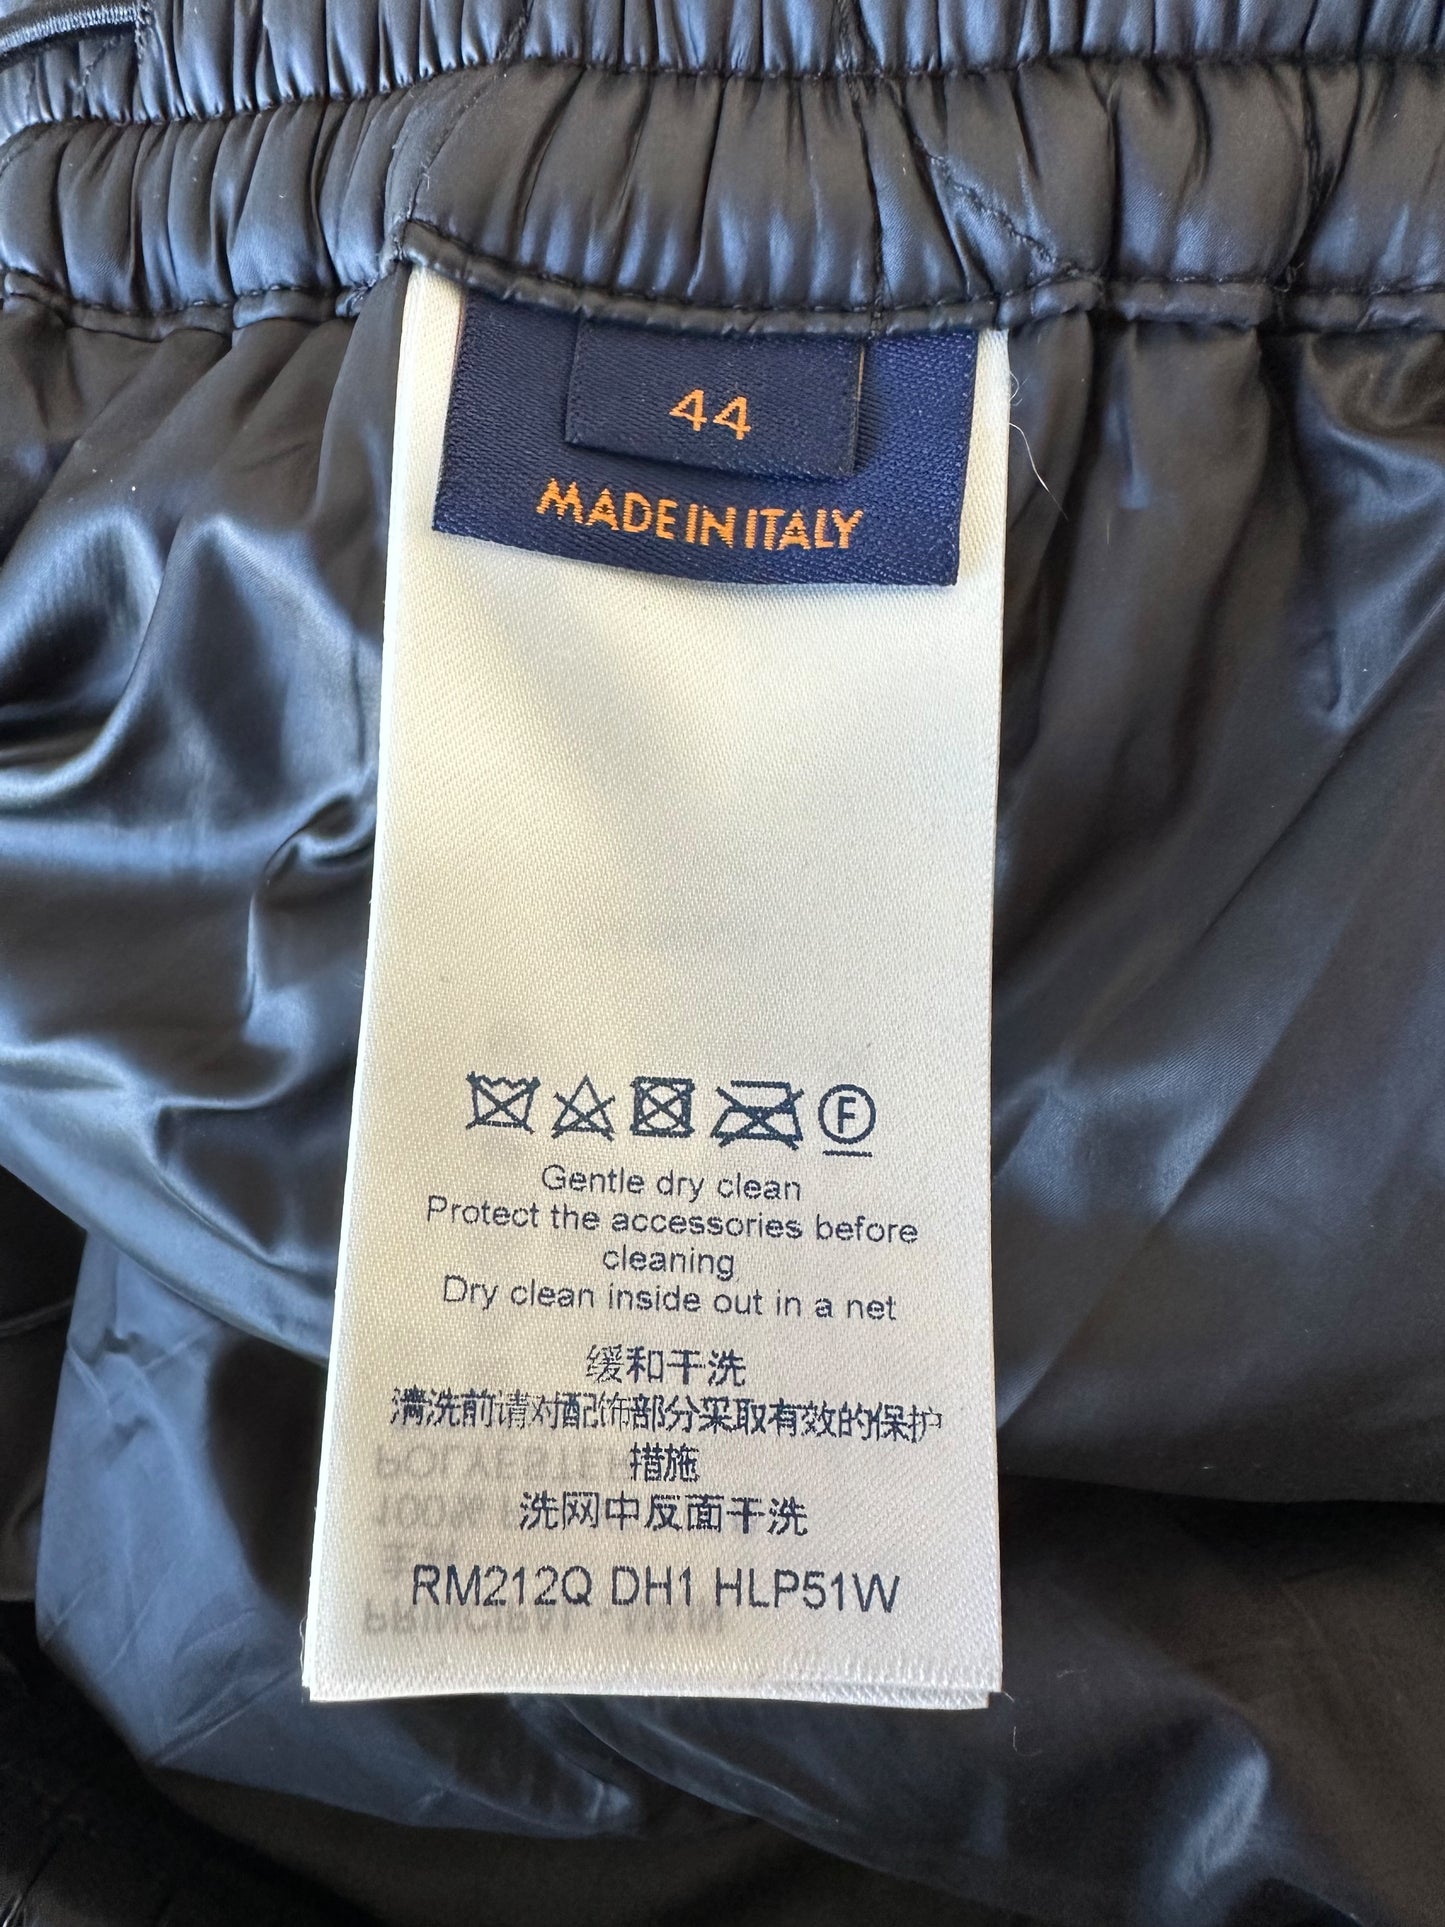 44
MADE IN ITALY
F
Gentle dry clean
Protect the accessories before
cleaning
Dry clean inside out in a net
缓和干洗
清洗前请对配饰部分采取有效的保护
措施
洗网中反面干洗
RM212Q DH1 HLP51W